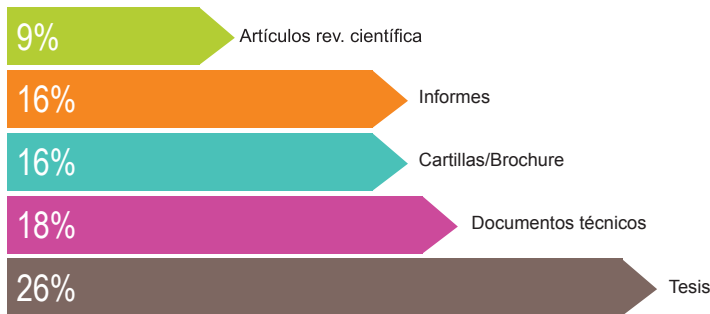 9% Artículos rev. científica
16% Informes
16% Cartillas/Brochure
18% Documentos técnicos
26% Tesis